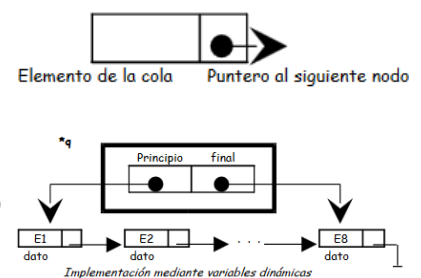 Elemento de la cola Puntero al siguiente nodo
*q
Principio final
E1 E2 . . . E8
dato dato dato
Implementación mediante variables dinámicas